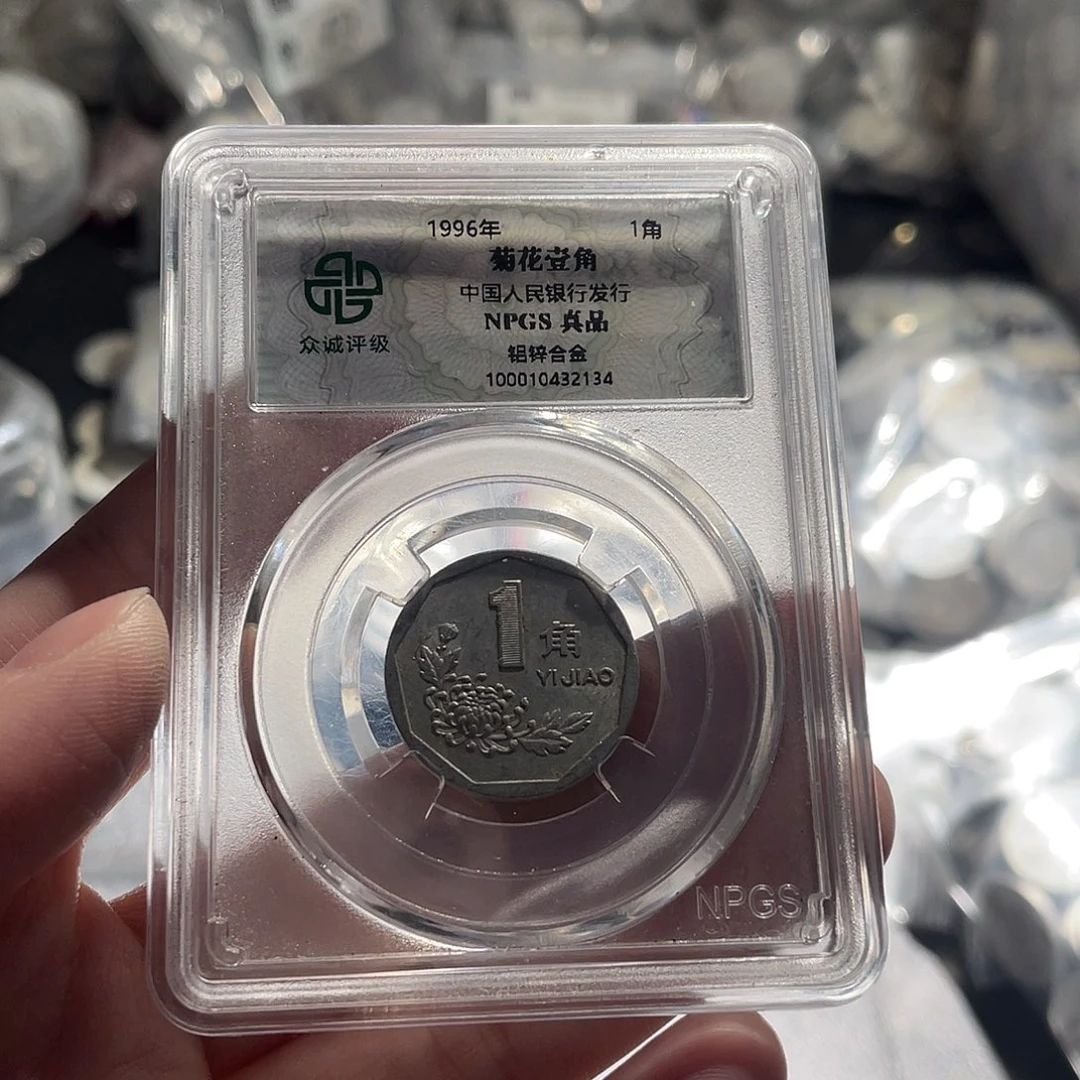 1996年 1角
菊花壹角
中国人民银行发行
NPGS 真品
铝锌合金
100010432134
众诚评级
1角
YI JIAO
NPGS